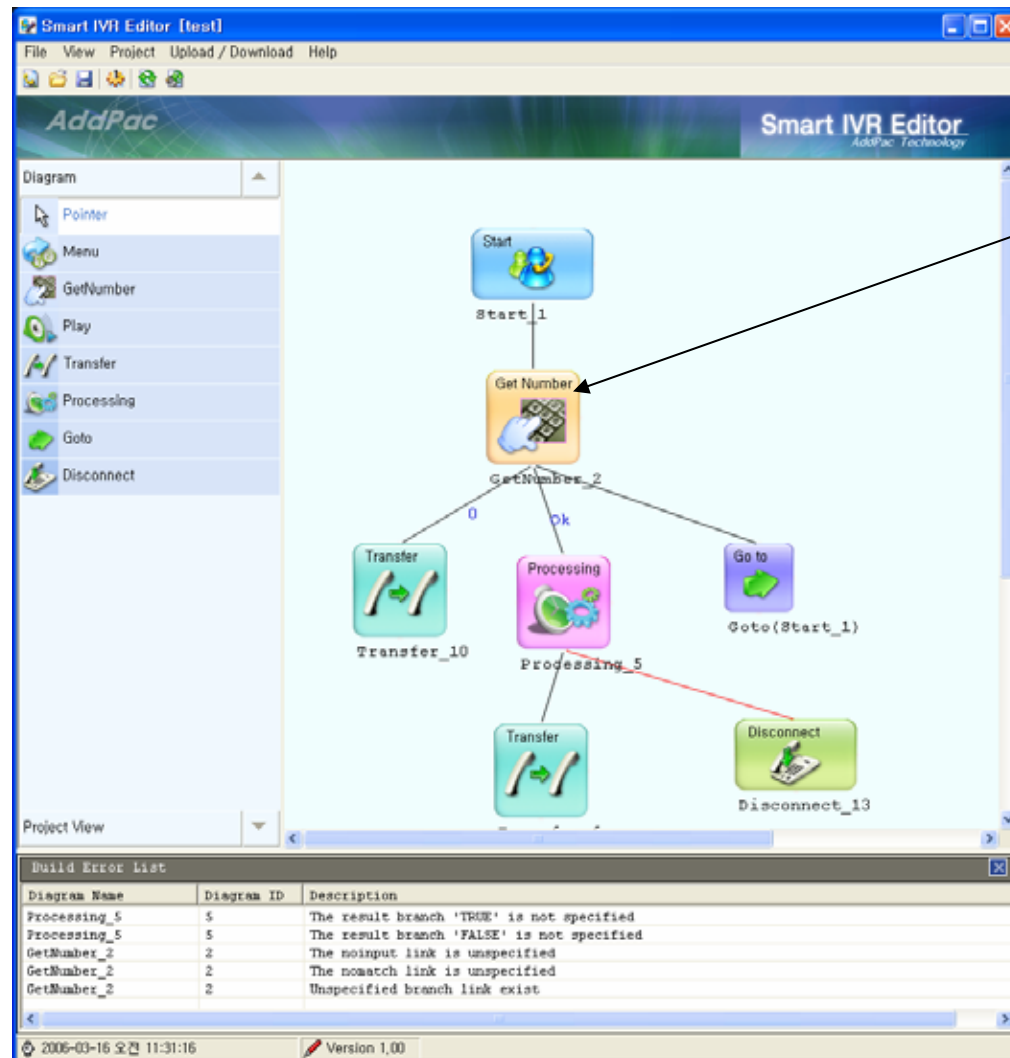 Smart IVR Editor [test]
File View Project Upload / Download Help
AddPac
Smart IVR Editor
AddPac Technology
Diagram
Pointer
Menu
GetNumber
Play
Transfer
Processing
Goto
Disconnect
Project View
Start
Start_1
Get Number
GetNumber_2
0
Ok
Transfer
Transfer_10
Processing
Processing_5
Go to
Goto(Start_1)
Transfer
Disconnect
Disconnect_13
Build Error List
Diagram Name Diagram ID Description
Processing_5 5 The result branch 'TRUE' is not specified
Processing_5 5 The result branch 'FALSE' is not specified
GetNumber_2 2 The noinput link is unspecified
GetNumber_2 2 The nomatch link is unspecified
GetNumber_2 2 Unspecified branch link exist
2006-03-16 오전 11:31:16 Version 1,00